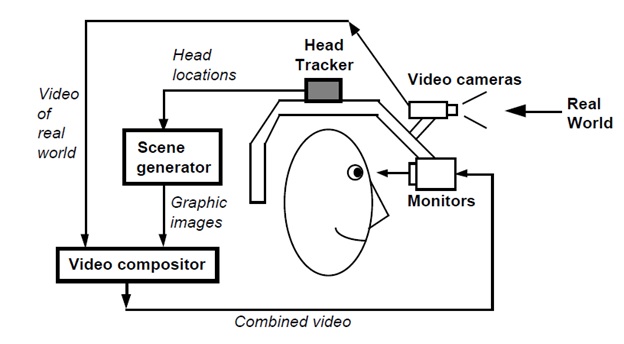 Head
Tracker
Head
locations
Video cameras
Real
World
Video
of
real
world
Scene
generator
Monitors
Graphic
images
Video compositor
Combined video